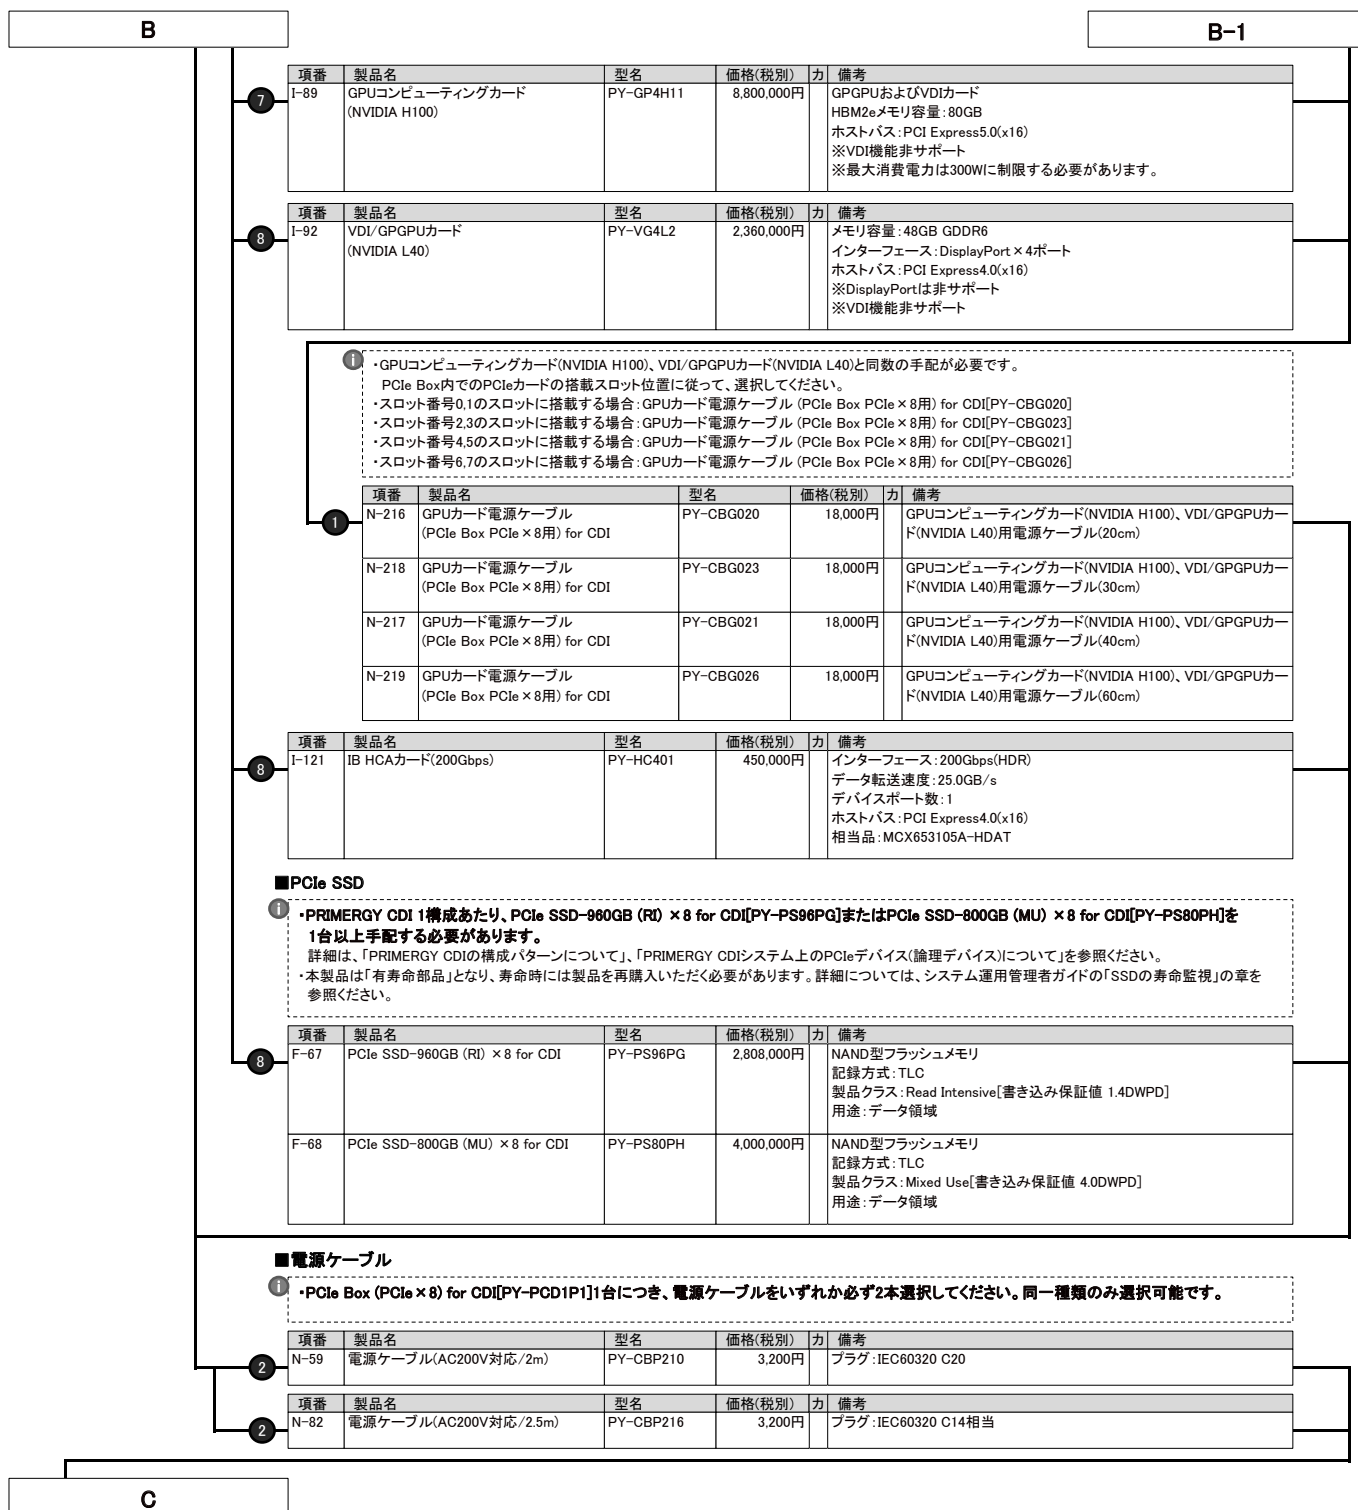 B
B-1
項番 製品名 型名 価格(税別) カ 備考
7
I-89 GPUコンピューティングカード PY-GP4H11 8,800,000円 GPGPUおよびVDIカード
(NVIDIA H100) HBM2eメモリ容量:80GB
ホストバス:PCI Express5.0(x16)
※VDI機能非サポート
※最大消費電力は300Wに制限する必要があります。
項番 製品名 型名 価格(税別) カ 備考
8
I-92 VDI/GPGPUカード PY-VG4L2 2,360,000円 メモリ容量:48GB GDDR6
(NVIDIA L40) インターフェース:DisplayPort×4ポート
ホストバス:PCI Express4.0(x16)
※DisplayPortは非サポート
※VDI機能非サポート
i
・GPUコンピューティングカード(NVIDIA H100)、VDI/GPGPUカード(NVIDIA L40)と同数の手配が必要です。
PCIe Box内でのPCIeカードの搭載スロット位置に従って、選択してください。
・スロット番号0,1のスロットに搭載する場合:GPUカード電源ケーブル (PCIe Box PCIe×8用) for CDI[PY-CBG020]
・スロット番号2,3のスロットに搭載する場合:GPUカード電源ケーブル (PCIe Box PCIe×8用) for CDI[PY-CBG023]
・スロット番号4,5のスロットに搭載する場合:GPUカード電源ケーブル (PCIe Box PCIe×8用) for CDI[PY-CBG021]
・スロット番号6,7のスロットに搭載する場合:GPUカード電源ケーブル (PCIe Box PCIe×8用) for CDI[PY-CBG026]
項番 製品名 型名 価格(税別) カ 備考
1
N-216 GPUカード電源ケーブル PY-CBG020 18,000円 GPUコンピューティングカード(NVIDIA H100)、VDI/GPGPUカー
(PCIe Box PCIe×8用) for CDI ド(NVIDIA L40)用電源ケーブル(20cm)
N-218 GPUカード電源ケーブル PY-CBG023 18,000円 GPUコンピューティングカード(NVIDIA H100)、VDI/GPGPUカー
(PCIe Box PCIe×8用) for CDI ド(NVIDIA L40)用電源ケーブル(30cm)
N-217 GPUカード電源ケーブル PY-CBG021 18,000円 GPUコンピューティングカード(NVIDIA H100)、VDI/GPGPUカー
(PCIe Box PCIe×8用) for CDI ド(NVIDIA L40)用電源ケーブル(40cm)
N-219 GPUカード電源ケーブル PY-CBG026 18,000円 GPUコンピューティングカード(NVIDIA H100)、VDI/GPGPUカー
(PCIe Box PCIe×8用) for CDI ド(NVIDIA L40)用電源ケーブル(60cm)
項番 製品名 型名 価格(税別) カ 備考
8
I-121 IB HCAカード(200Gbps) PY-HC401 450,000円 インターフェース:200Gbps(HDR)
データ転送速度:25.0GB/s
デバイスポート数:1
ホストバス:PCI Express4.0(x16)
相当品:MCX653105A-HDAT
■PCIe SSD
i
・PRIMERGY CDI 1構成あたり、PCIe SSD-960GB (RI) ×8 for CDI[PY-PS96PG]またはPCIe SSD-800GB (MU) ×8 for CDI[PY-PS80PH]を
1台以上手配する必要があります。
詳細は、「PRIMERGY CDIの構成パターンについて」、「PRIMERGY CDIシステム上のPCIeデバイス(論理デバイス)について」を参照ください。
・本製品は「有寿命部品」となり、寿命時には製品を再購入いただく必要があります。詳細については、システム運用管理者ガイドの「SSDの寿命監視」の章を
参照ください。
項番 製品名 型名 価格(税別) カ 備考
8
F-67 PCIe SSD-960GB (RI) ×8 for CDI PY-PS96PG 2,808,000円 NAND型フラッシュメモリ
記録方式:TLC
製品クラス:Read Intensive[書き込み保証値 1.4DWPD]
用途:データ領域
F-68 PCIe SSD-800GB (MU) ×8 for CDI PY-PS80PH 4,000,000円 NAND型フラッシュメモリ
記録方式:TLC
製品クラス:Mixed Use[書き込み保証値 4.0DWPD]
用途:データ領域
■電源ケーブル
i
・PCIe Box (PCIe×8) for CDI[PY-PCD1P1]1台につき、電源ケーブルをいずれか必ず2本選択してください。同一種類のみ選択可能です。
項番 製品名 型名 価格(税別) カ 備考
2
N-59 電源ケーブル(AC200V対応/2m) PY-CBP210 3,200円 プラグ:IEC60320 C20
項番 製品名 型名 価格(税別) カ 備考
2
N-82 電源ケーブル(AC200V対応/2.5m) PY-CBP216 3,200円 プラグ:IEC60320 C14相当
C